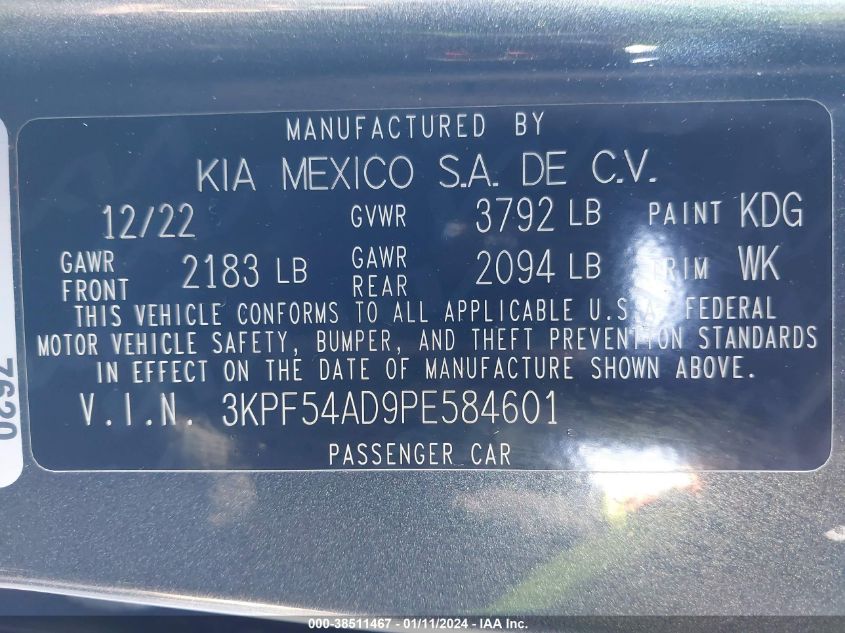 MANUFACTURED BY
KIA MEXICO S.A. DE C.V.
12/22 GVWR 3792 LB PAINT KDG
GAWR FRONT 2183 LB GAWR REAR 2094 LB TRIM WK
THIS VEHICLE CONFORMS TO ALL APPLICABLE U.S.A. FEDERAL
MOTOR VEHICLE SAFETY, BUMPER, AND THEFT PREVENTION STANDARDS
IN EFFECT ON THE DATE OF MANUFACTURE SHOWN ABOVE.
V.I.N. 3KPF54AD9PE584601
PASSENGER CAR
7620
© 000-38511467 - 01/11/2024 - IAA Inc.